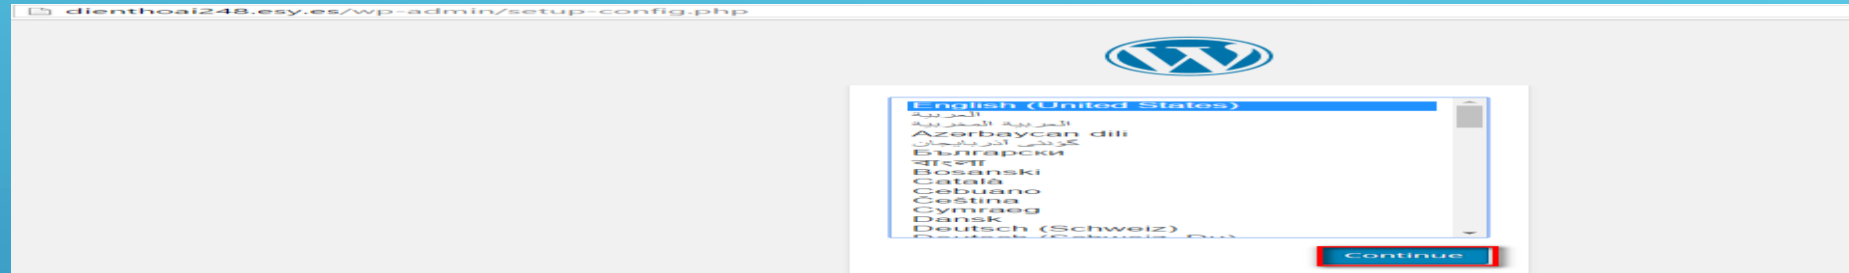 dienthoai248.esy.es/wp-admin/setup-config.php
English (United States)
العربية
العربية المغربية
Azərbaycan dili
گؤنئی آذربایجان
Български
বাংলা
Bosanski
Català
Cebuano
Čeština
Cymraeg
Dansk
Deutsch (Schweiz)
Continue